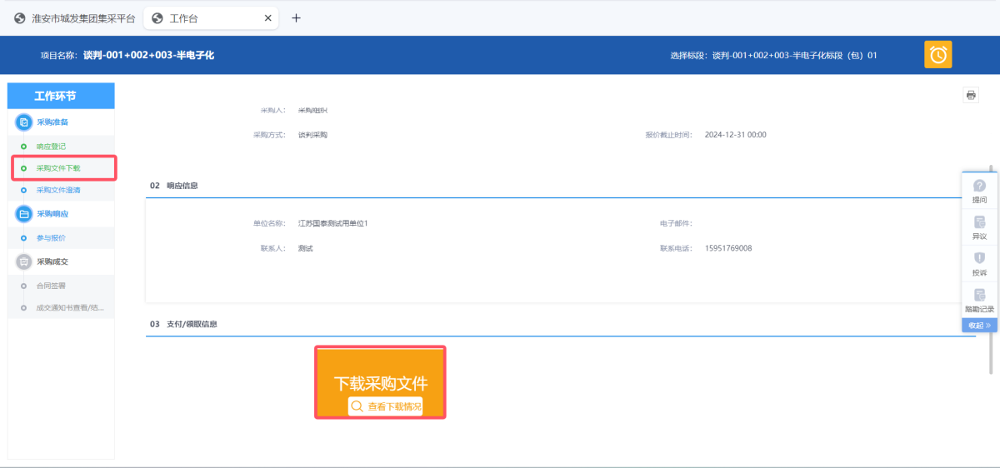 淮安市城发集团集采平台
工作台
项目名称: 谈判-001+002+003-半电子化
选择标段: 谈判-001+002+003-半电子化标段（包）01
工作环节
采购准备
响应登记
采购文件下载
采购文件澄清
采购响应
参与报价
采购成交
合同签署
成交通知书查看/结...
采购人: 采购组织
采购方式: 谈判采购
报价截止时间: 2024-12-31 00:00
02 响应信息
单位名称: 江苏国泰测试用单位1
电子邮件:
联系人: 测试
联系电话: 15951769008
03 支付/领取信息
下载采购文件
查看下载情况
提问
异议
投诉
踏勘记录
收起 »